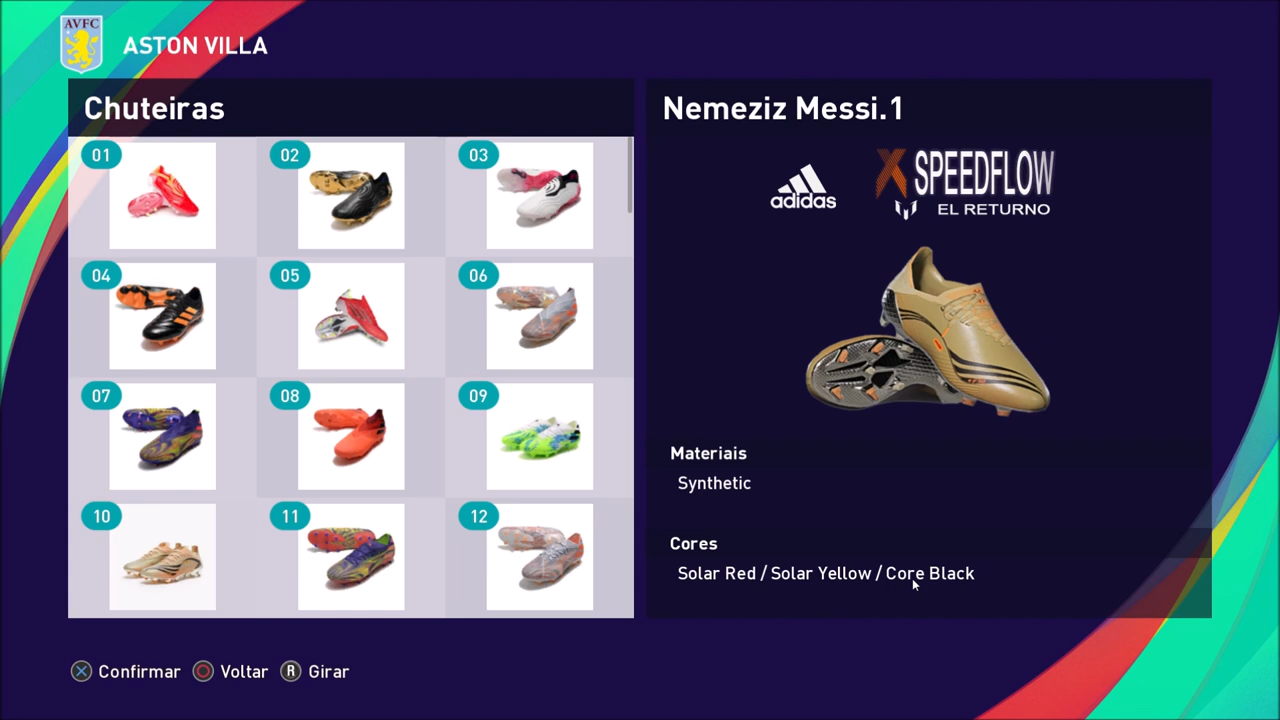 AVFC
ASTON VILLA
Chuteiras
01
02
03
04
05
06
07
08
09
10
11
12
Nemeziz Messi.1
adidas
X SPEEDFLOW
EL RETURNO
Materiais
Synthetic
Cores
Solar Red / Solar Yellow / Core Black
Confirmar
Voltar
R Girar